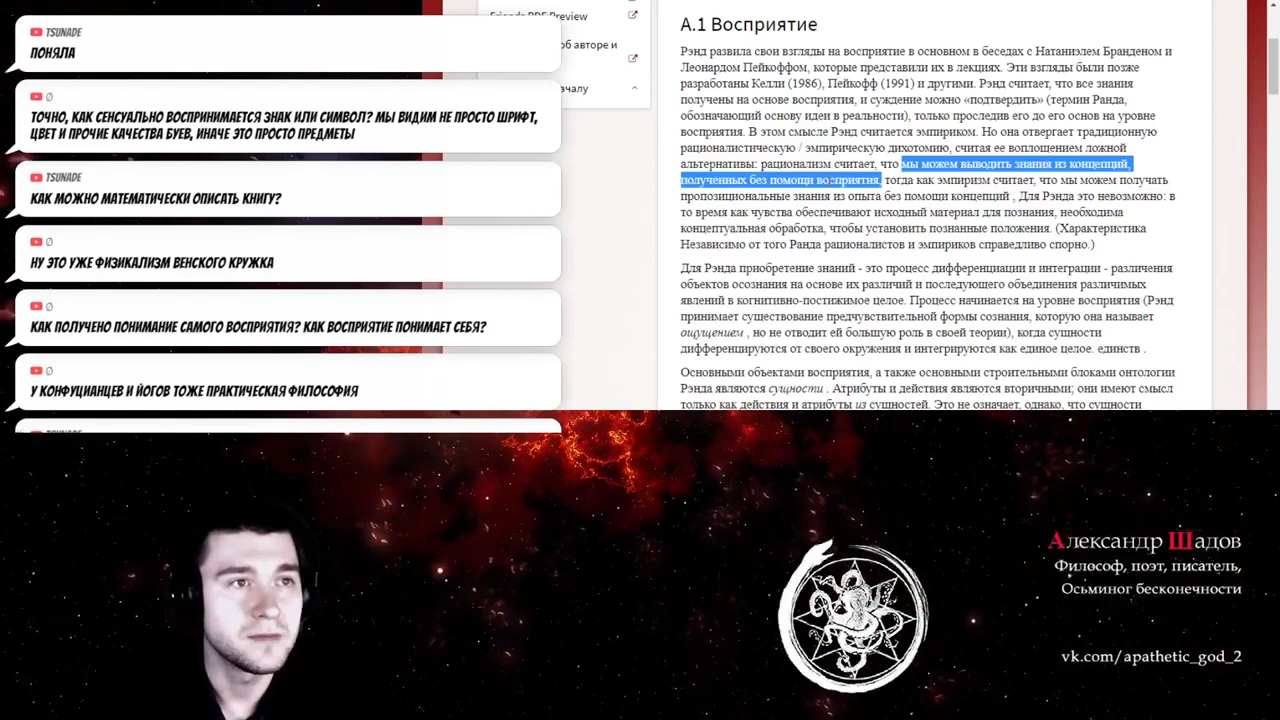 TSUNADE
ПОНЯЛА
Ø
ТОЧНО, КАК СЕНСУАЛЬНО ВОСПРИНИМАЕТСЯ ЗНАК ИЛИ СИМВОЛ? МЫ ВИДИМ НЕ ПРОСТО ШРИФТ,
ЦВЕТ И ПРОЧИЕ КАЧЕСТВА БУЕВ, ИНАЧЕ ЭТО ПРОСТО ПРЕДМЕТЫ
TSUNADE
КАК МОЖНО МАТЕМАТИЧЕСКИ ОПИСАТЬ КНИГУ?
Ø
НУ ЭТО УЖЕ ФИЗИКАЛИЗМ ВЕНСКОГО КРУЖКА
Ø
КАК ПОЛУЧЕНО ПОНИМАНИЕ САМОГО ВОСПРИЯТИЯ? КАК ВОСПРИЯТИЕ ПОНИМАЕТ СЕБЯ?
Ø
У КОНФУЦИАНЦЕВ И ЙОГОВ ТОЖЕ ПРАКТИЧЕСКАЯ ФИЛОСОФИЯ
Friends PDF Preview
об авторе и
началу
А.1 Восприятие
Рэнд развила свои взгляды на восприятие в основном в беседах с Натаниэлем Бранденом и
Леонардом Пейкоффом, которые представили их в лекциях. Эти взгляды были позже
разработаны Келли (1986), Пейкофф (1991) и другими. Рэнд считает, что все знания
получены на основе восприятия, и суждение можно «подтвердить» (термин Ранда,
обозначающий основу идеи в реальности), только проследив его до его основ на уровне
восприятия. В этом смысле Рэнд считается эмпириком. Но она отвергает традиционную
рационалистическую / эмпирическую дихотомию, считая ее воплощением ложной
альтернативы: рационализм считает, что мы можем выводить знания из концепций,
полученных без помощи восприятия, тогда как эмпиризм считает, что мы можем получать
пропозициональные знания из опыта без помощи концепций , Для Рэнда это невозможно: в
то время как чувства обеспечивают исходный материал для познания, необходима
концептуальная обработка, чтобы установить познанные положения. (Характеристика
Независимо от того Ранда рационалистов и эмпириков справедливо спорно.)
Для Рэнда приобретение знаний - это процесс дифференциации и интеграции - различения
объектов осознания на основе их различий и последующего объединения различимых
явлений в когнитивно-постижимое целое. Процесс начинается на уровне восприятия (Рэнд
принимает существование предчувствительной формы сознания, которую она называет
ощущением , но не отводит ей большую роль в своей теории), когда сущности
дифференцируются от своего окружения и интегрируются как единое целое. единств .
Основными объектами восприятия, а также основными строительными блоками онтологии
Рэнда являются сущности . Атрибуты и действия являются вторичными; они имеют смысл
только как действия и атрибуты из сущностей. Это не означает, однако, что сущности
Александр Шадов
Философ, поэт, писатель,
Осьминог бесконечности
vk.com/apathetic_god_2